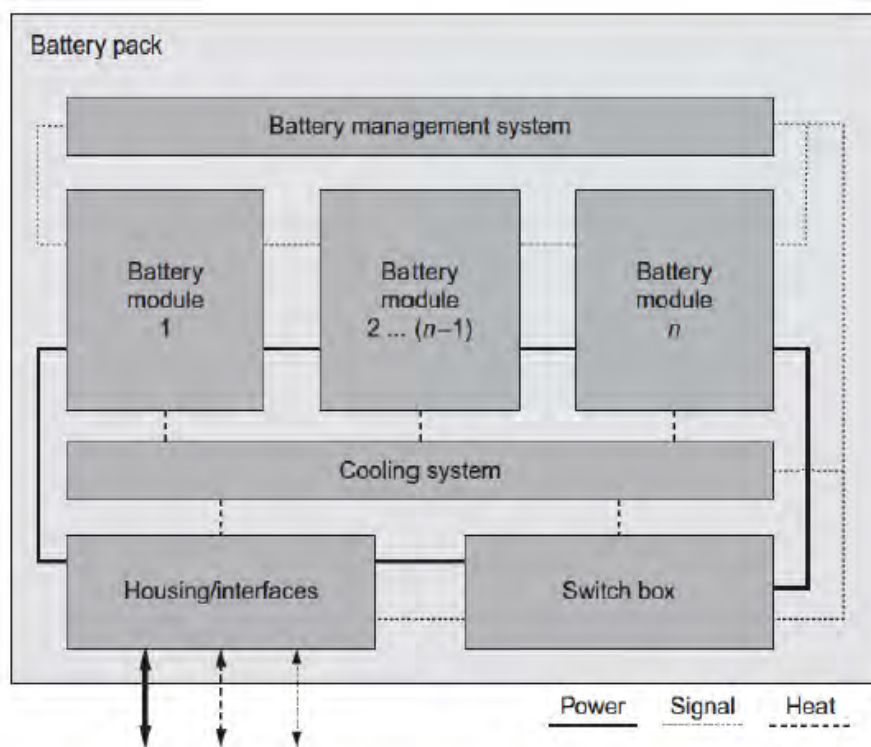 Battery pack
Battery management system
Battery
module
1
Battery
module
2 ... (n–1)
Battery
module
n
Cooling system
Housing/interfaces
Switch box
Power
Signal
Heat